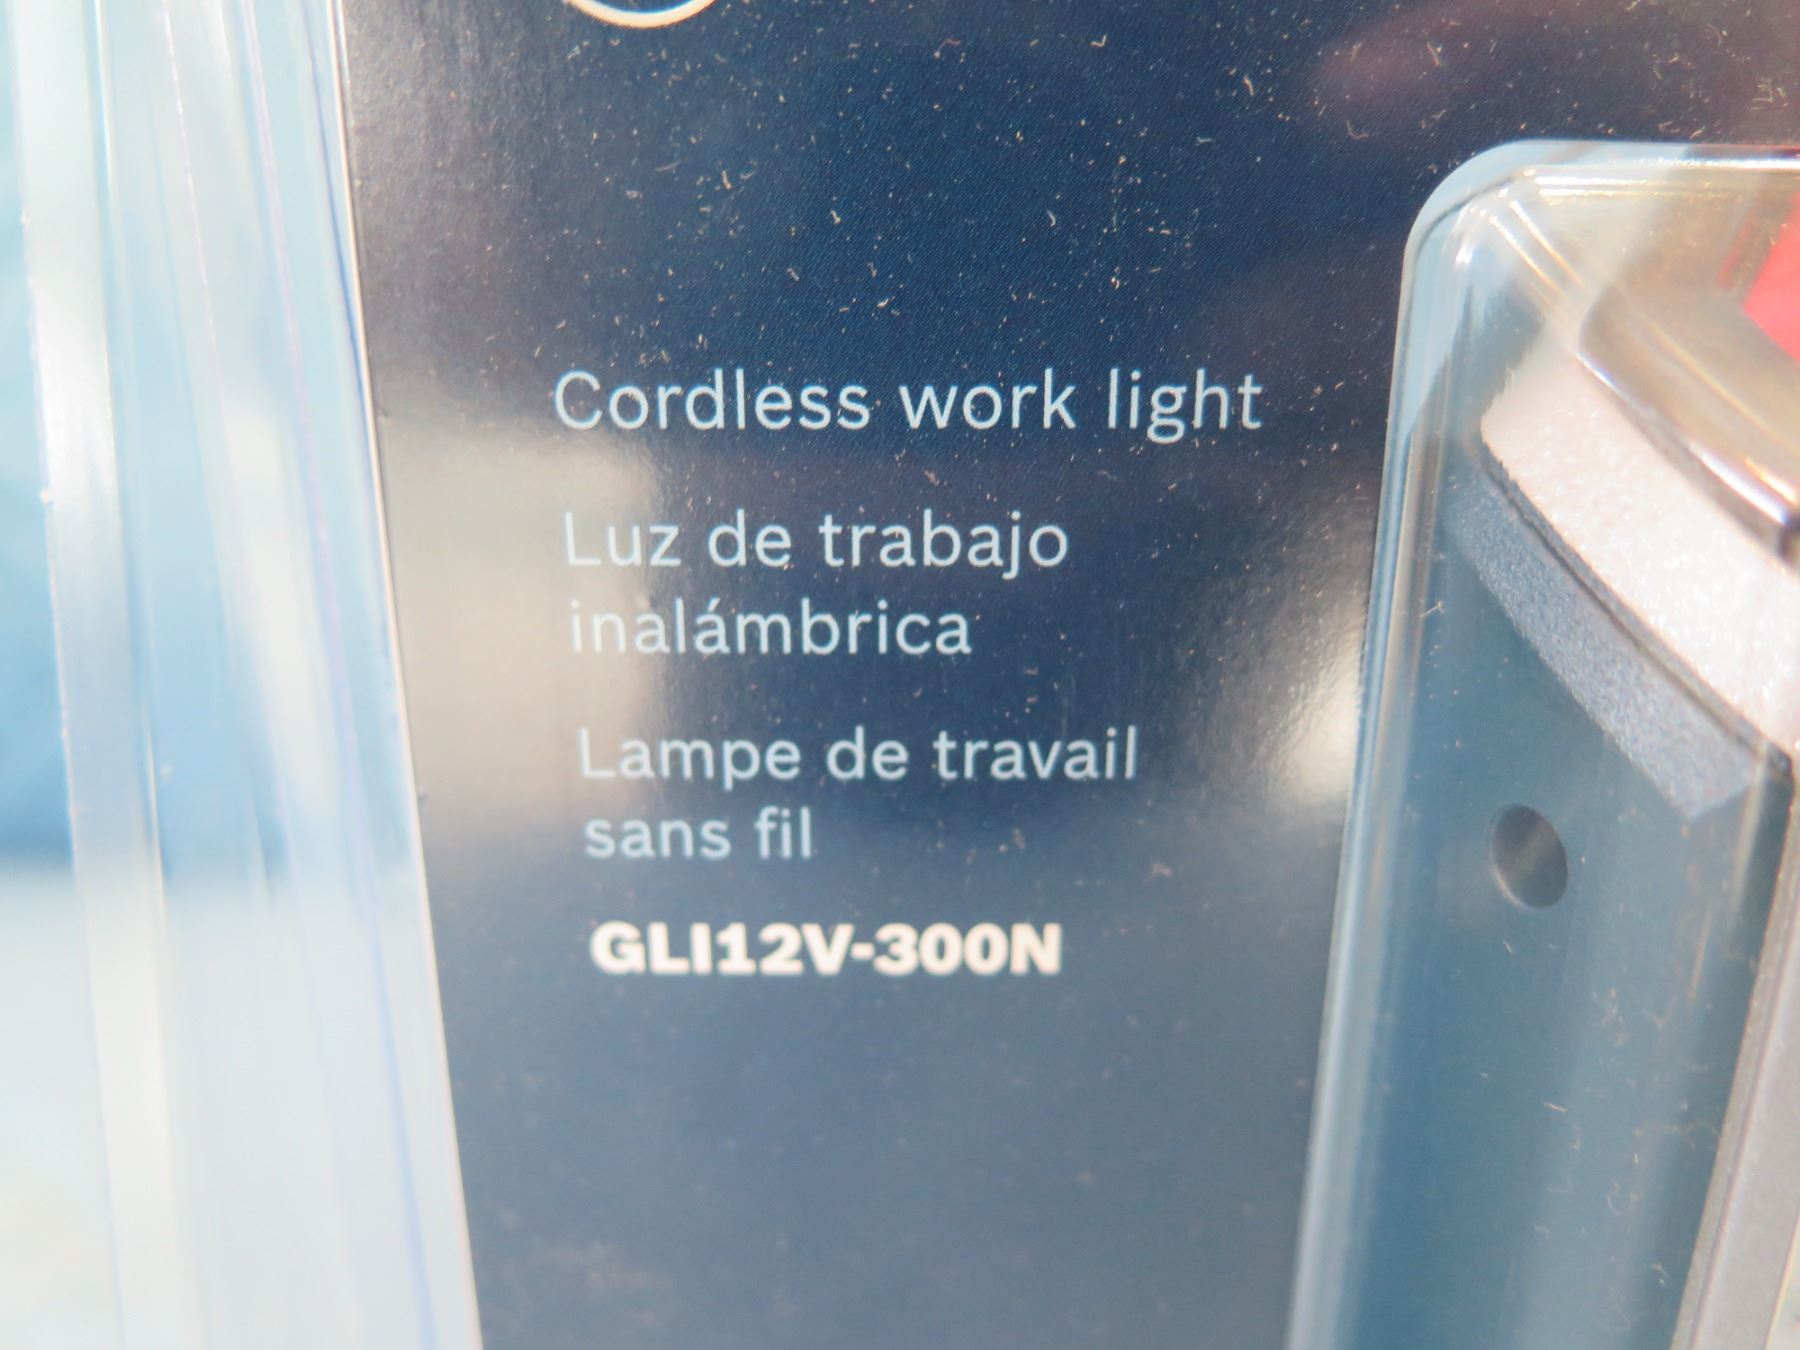 Cordless work light
Luz de trabajo
inalámbrica
Lampe de travail
sans fil
GLI12V-300N